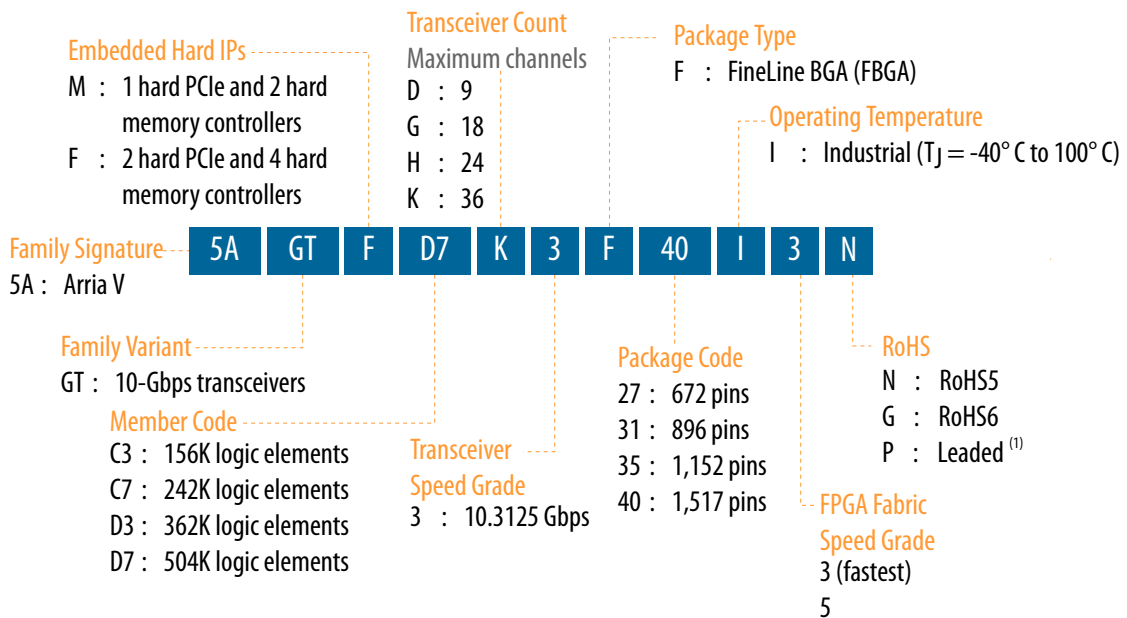 Embedded Hard IPs
M : 1 hard PCIe and 2 hard
memory controllers
F : 2 hard PCIe and 4 hard
memory controllers
Transceiver Count
Maximum channels
D : 9
G : 18
H : 24
K : 36
Package Type
F : FineLine BGA (FBGA)
Operating Temperature
I : Industrial (TJ = -40° C to 100° C)
Family Signature
5A : Arria V
5A GT F D7 K 3 F 40 I 3 N
Family Variant
GT : 10-Gbps transceivers
Member Code
C3 : 156K logic elements
C7 : 242K logic elements
D3 : 362K logic elements
D7 : 504K logic elements
Transceiver
Speed Grade
3 : 10.3125 Gbps
Package Code
27 : 672 pins
31 : 896 pins
35 : 1,152 pins
40 : 1,517 pins
RoHS
N : RoHS5
G : RoHS6
P : Leaded (1)
FPGA Fabric
Speed Grade
3 (fastest)
5